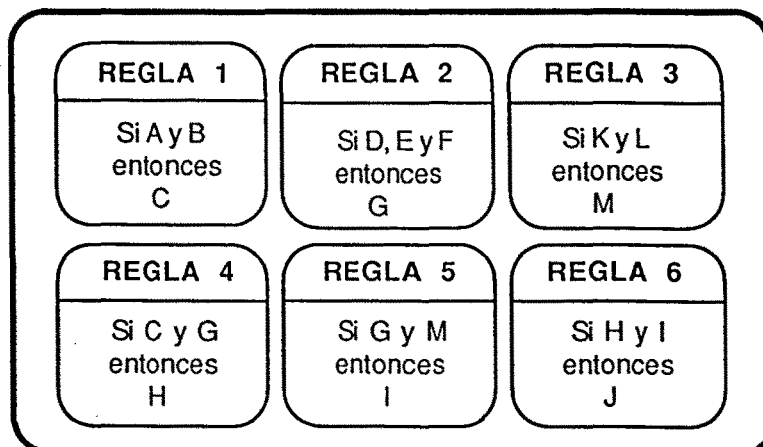 REGLA 1
Si A y B
entonces
C
REGLA 2
Si D, E y F
entonces
G
REGLA 3
Si K y L
entonces
M
REGLA 4
Si C y G
entonces
H
REGLA 5
Si G y M
entonces
I
REGLA 6
Si H y I
entonces
J